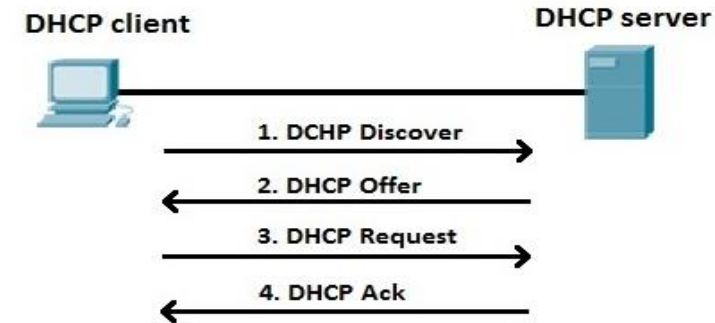 DHCP client
DHCP server
1. DCHP Discover
2. DHCP Offer
3. DHCP Request
4. DHCP Ack